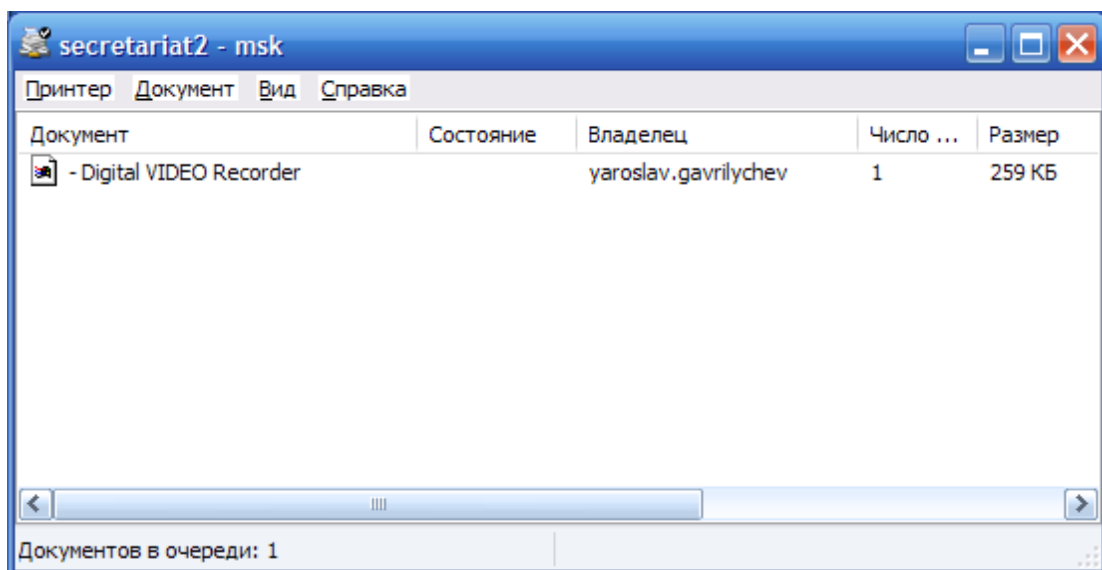 secretariat2 - msk
Принтер Документ Вид Справка
Документ Состояние Владелец Число ... Размер
- Digital VIDEO Recorder yaroslav.gavrilychev 1 259 КБ
Документов в очереди: 1